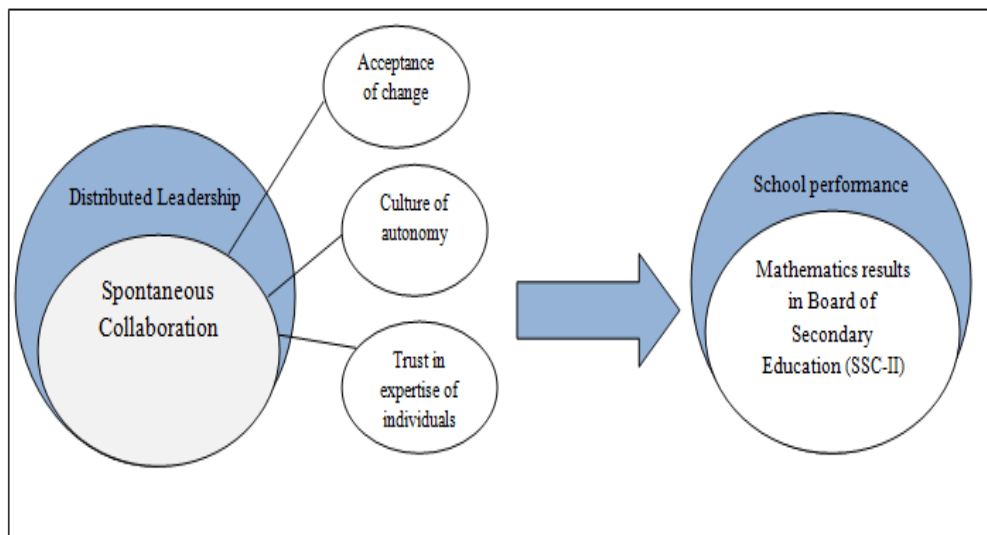 Acceptance
of change
Distributed Leadership
Culture of
autonomy
Spontaneous
Collaboration
Trust in
expertise of
individuals
School performance
Mathematics results
in Board of
Secondary
Education (SSC-II)